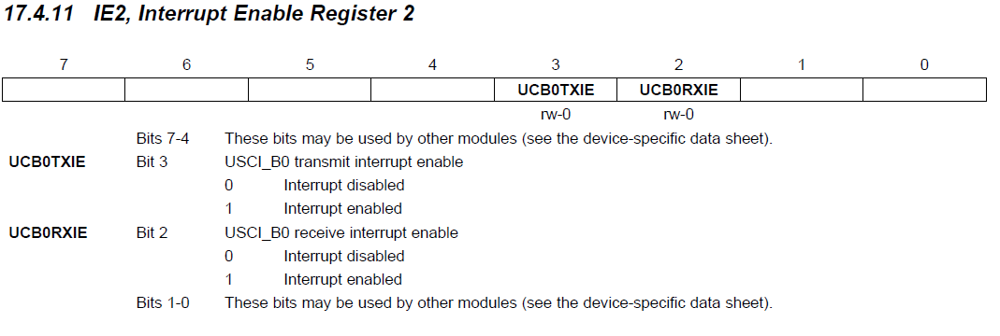 17.4.11 IE2, Interrupt Enable Register 2
7 6 5 4 3 2 1 0
UCB0TXIE UCB0RXIE
rw-0 rw-0
Bits 7-4 These bits may be used by other modules (see the device-specific data sheet).
UCB0TXIE Bit 3 USCI_B0 transmit interrupt enable
0 Interrupt disabled
1 Interrupt enabled
UCB0RXIE Bit 2 USCI_B0 receive interrupt enable
0 Interrupt disabled
1 Interrupt enabled
Bits 1-0 These bits may be used by other modules (see the device-specific data sheet).